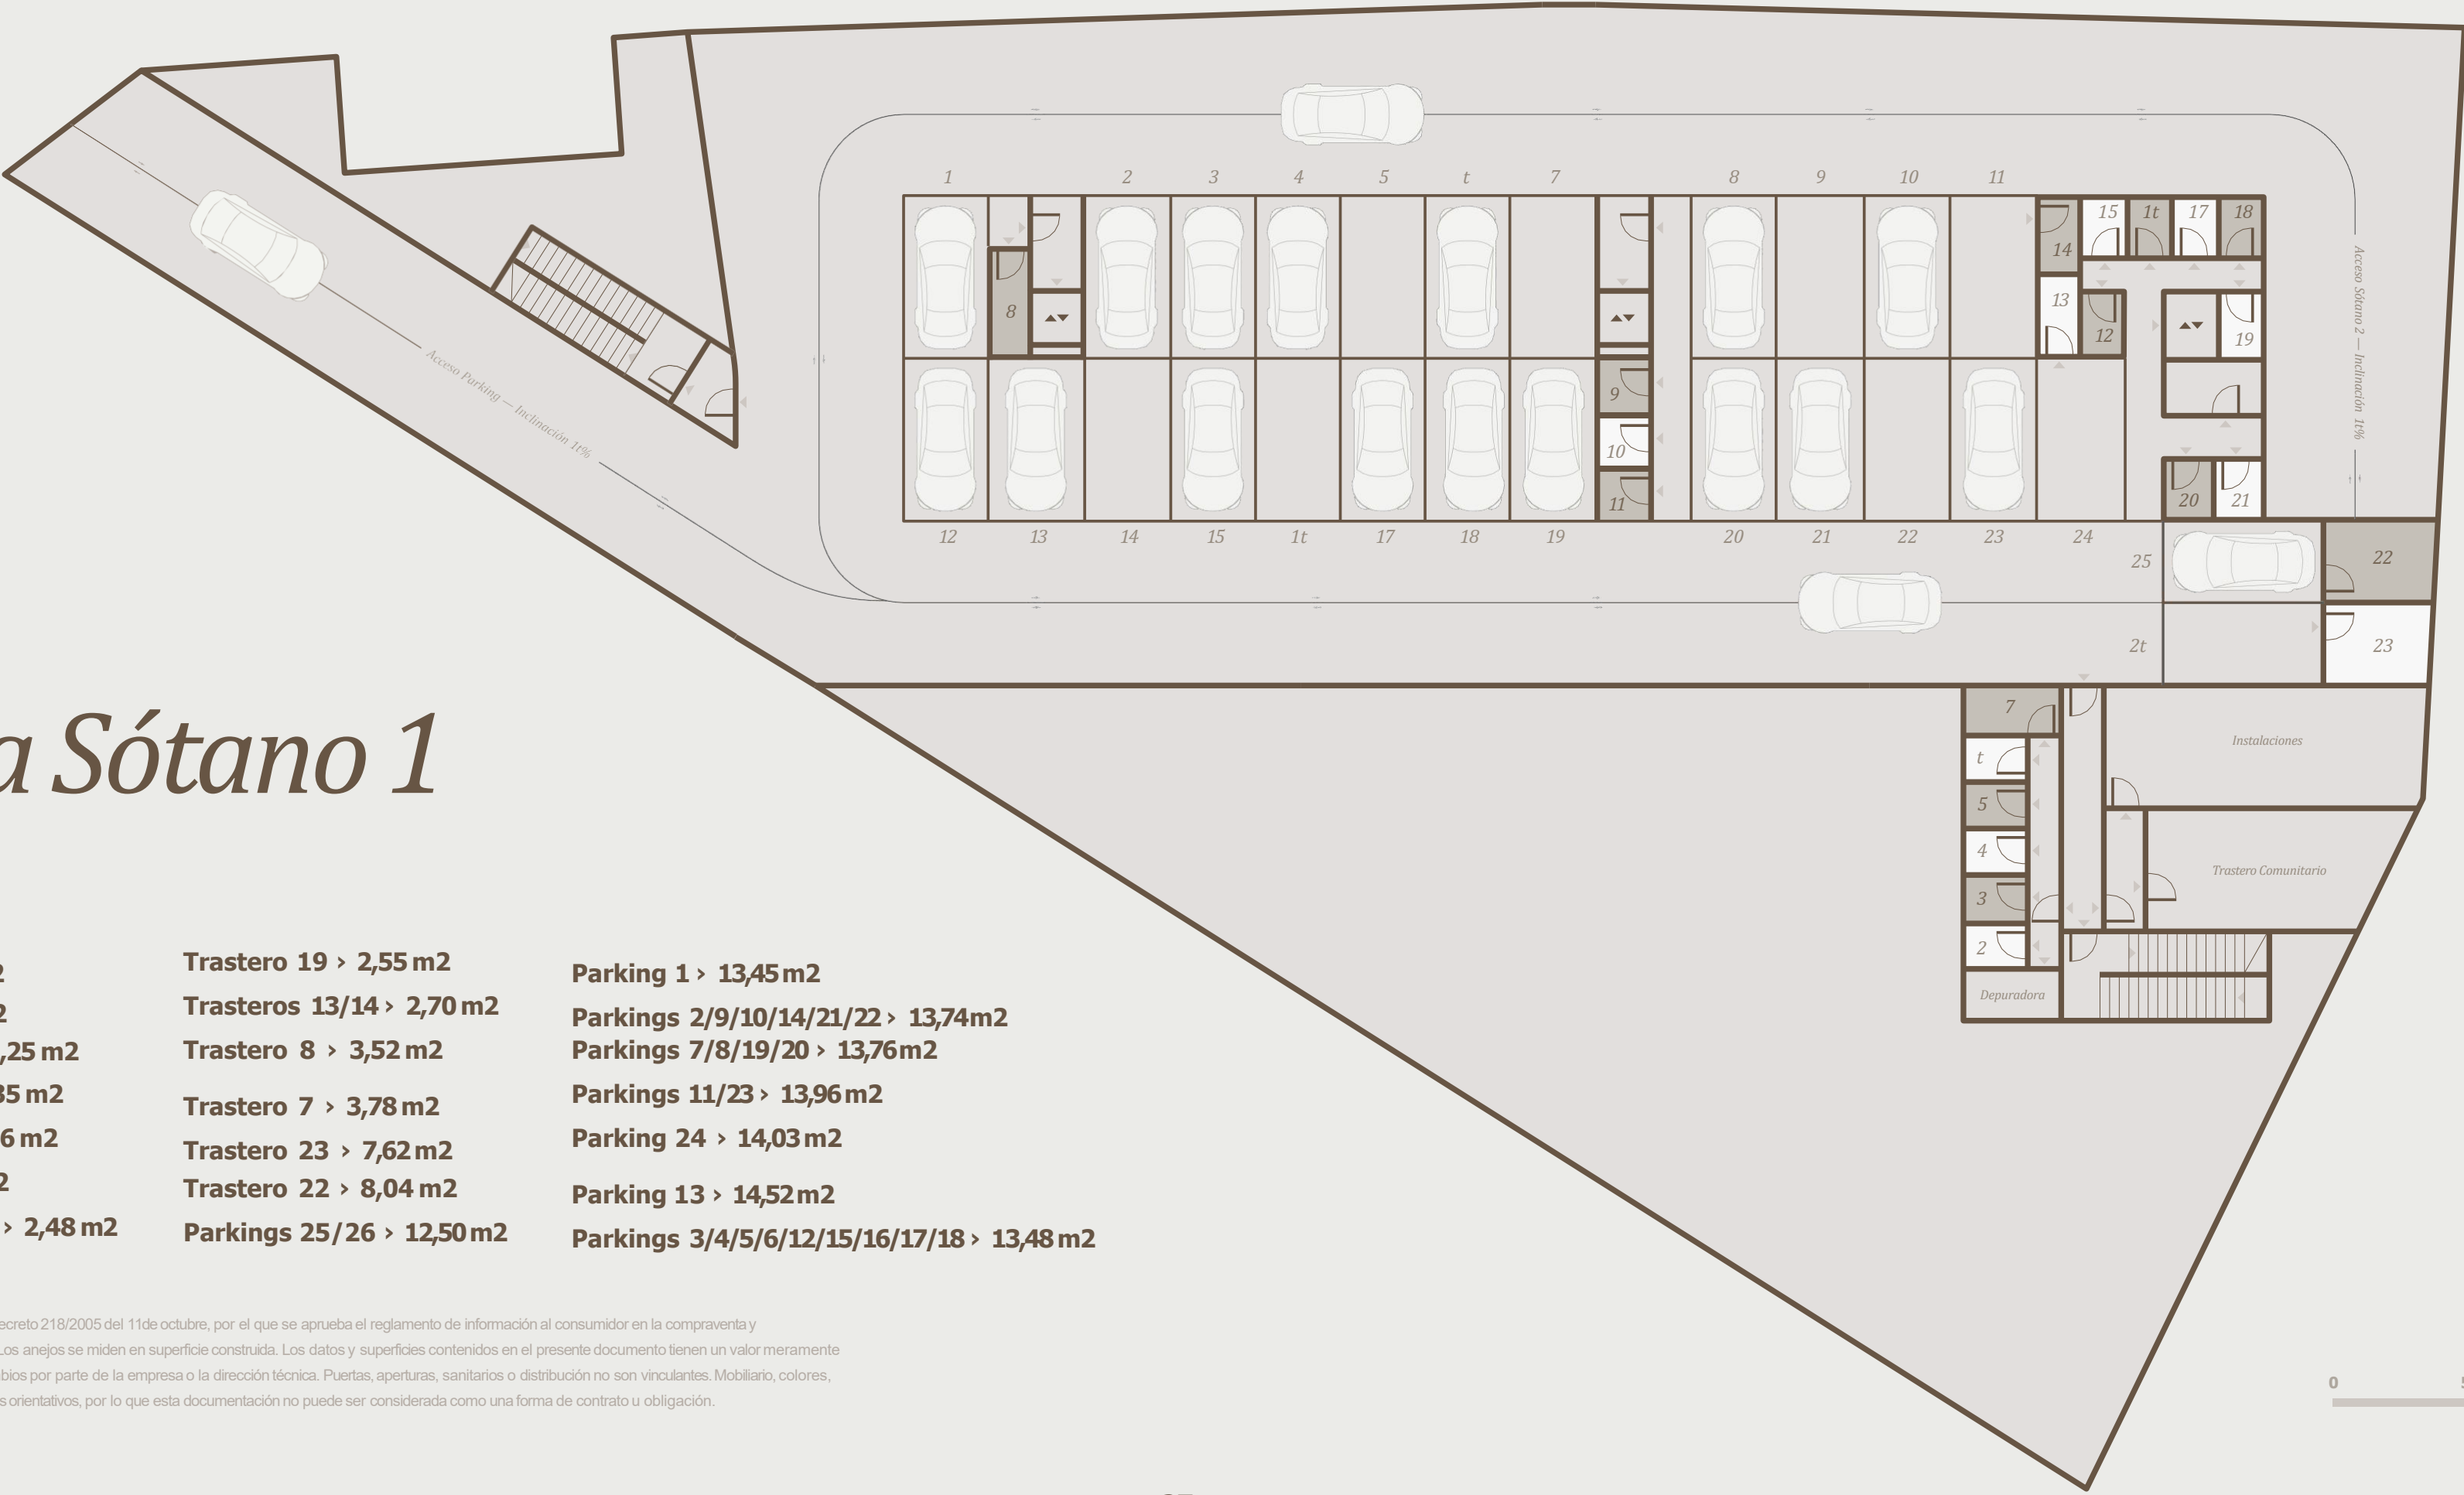 1 2 3 4 5 t 7 8 9 10 11
15 1t 17 18
14
13
12
19
8
9
10
11
20 21
Acceso Sótano 2 — Inclinación 1t%
Acceso Parking — Inclinación 1t%
12 13 14 15 1t 17 18 19 20 21 22 23 24
25
22
2t
23
7
t
5
4
3
2
Instalaciones
Trastero Comunitario
Depuradora
a Sótano 1
2
2
,25 m2
35 m2
6 m2
2
› 2,48 m2
Trastero 19 › 2,55 m2
Trasteros 13/14 › 2,70 m2
Trastero 8 › 3,52 m2
Trastero 7 › 3,78 m2
Trastero 23 › 7,62 m2
Trastero 22 › 8,04 m2
Parkings 25/26 › 12,50 m2
Parking 1 › 13,45 m2
Parkings 2/9/10/14/21/22 › 13,74 m2
Parkings 7/8/19/20 › 13,76 m2
Parkings 11/23 › 13,96 m2
Parking 24 › 14,03 m2
Parking 13 › 14,52 m2
Parkings 3/4/5/6/12/15/16/17/18 › 13,48 m2
ecreto 218/2005 del 11de octubre, por el que se aprueba el reglamento de información al consumidor en la compraventa y
Los anejos se miden en superficie construida. Los datos y superficies contenidos en el presente documento tienen un valor meramente
bios por parte de la empresa o la dirección técnica. Puertas, aperturas, sanitarios o distribución no son vinculantes. Mobiliario, colores,
s orientativos, por lo que esta documentación no puede ser considerada como una forma de contrato u obligación.
0